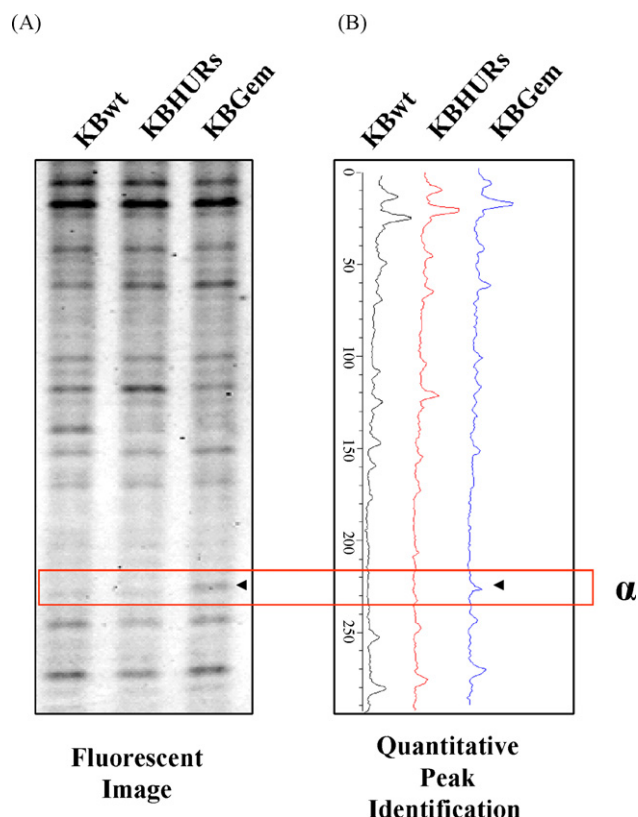 (A)
(B)
KBwt
KBHURs
KBGem
KBwt
KBHURs
KBGem
0
50
100
150
200
250
α
Fluorescent
Image
Quantitative
Peak
Identification